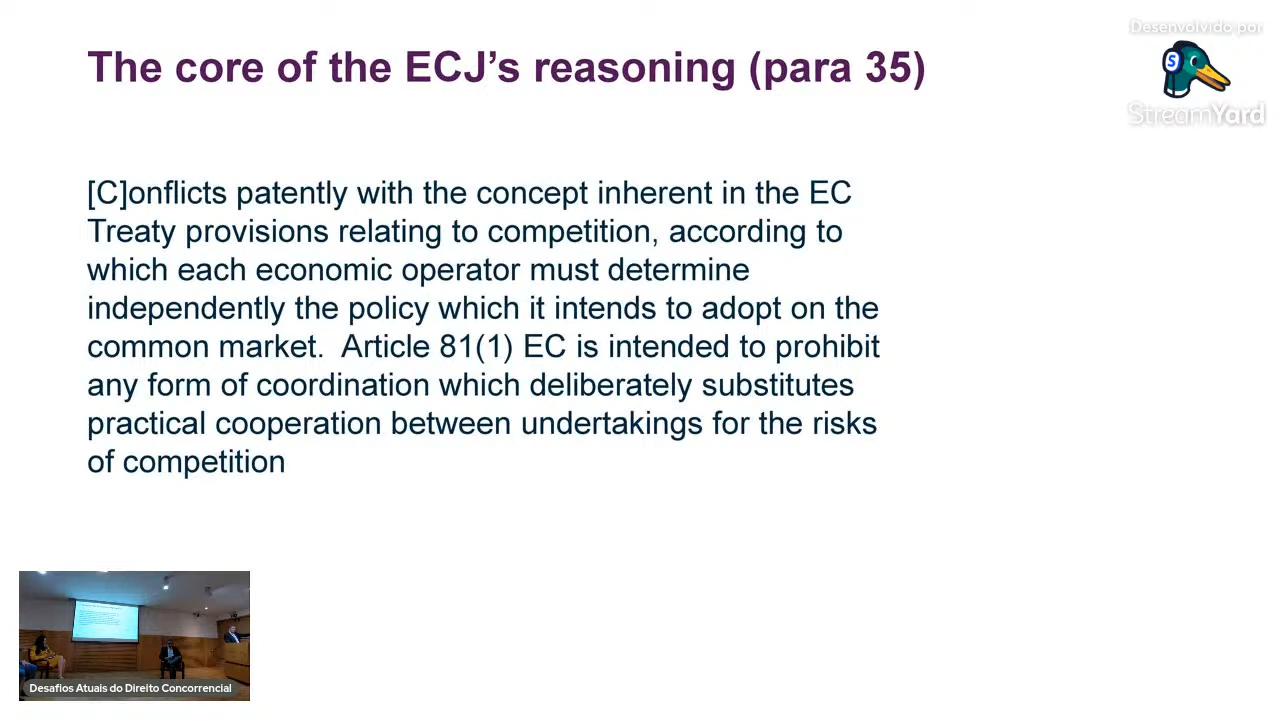 The core of the ECJ’s reasoning (para 35)
Desenvolvido por
StreamYard
[C]onflicts patently with the concept inherent in the EC
Treaty provisions relating to competition, according to
which each economic operator must determine
independently the policy which it intends to adopt on the
common market.  Article 81(1) EC is intended to prohibit
any form of coordination which deliberately substitutes
practical cooperation between undertakings for the risks
of competition
Desafios Atuais do Direito Concorrencial